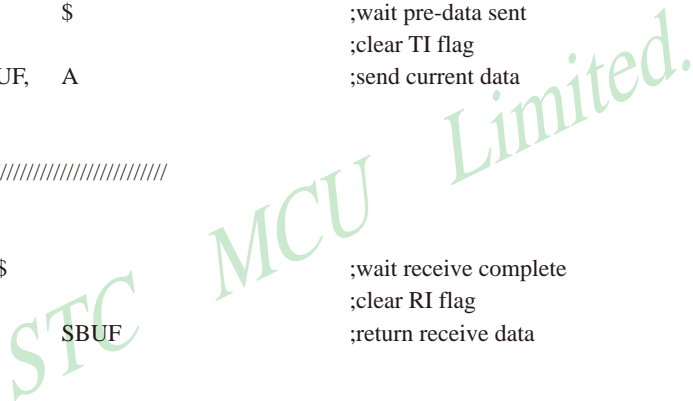 $ ;wait pre-data sent
;clear TI flag
UF, A ;send current data
/////////////////////////
$ ;wait receive complete
;clear RI flag
SBUF ;return receive data
STC MCU Limited.